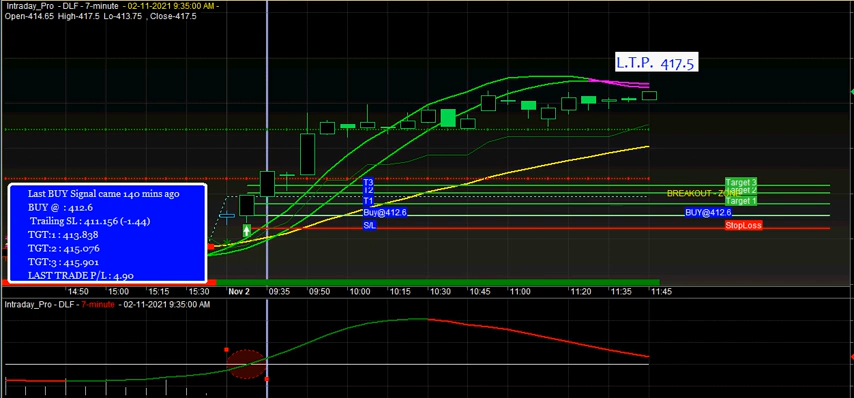 Intraday_Pro - DLF - 7-minute - 02-11-2021 9:35:00 AM -
Open-414.65 High-417.5 Lo-413.75 , Close-417.5
L.T.P. 417.5
Last BUY Signal came 140 mins ago
BUY @ : 412.6
Trailing SL : 411.156 (-1.44)
TGT:1 : 413.838
TGT:2 : 415.076
TGT:3 : 415.901
LAST TRADE P/L : 4.90
T3
T2
T1
Buy@412.6
S/L
Target 3
Target 2
BREAKOUT - ZONE
Target 1
BUY@412.6
StopLoss
14:50 15:00 15:15 15:30 Nov 2 09:35 09:50 10:00 10:15 10:30 10:45 11:00 11:15 11:35 11:45
Intraday_Pro - DLF - 7-minute - 02-11-2021 9:35:00 AM